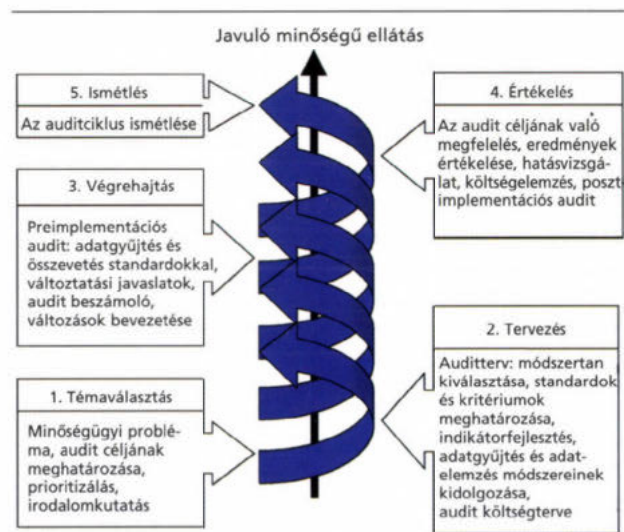 Javuló minőségű ellátás
5. Ismétlés
Az auditciklus ismétlése
4. Értékelés
Az audit céljának való
megfelelés, eredmények
értékelése, hatásvizsgá-
lat, költségelemzés, poszt-
implementációs audit
3. Végrehajtás
Preimplementációs
audit: adatgyűjtés és
összevetés standardokkal,
változtatási javaslatok,
audit beszámoló,
változások bevezetése
2. Tervezés
Auditterv: módszertan
kiválasztása, standardok
és kritériumok
meghatározása,
indikátorfejlesztés,
adatgyűjtés és adat-
elemzés módszereinek
kidolgozása,
audit költségterve
1. Témaválasztás
Minőségügyi problé-
ma, audit céljának
meghatározása,
prioritizálás,
irodalomkutatás